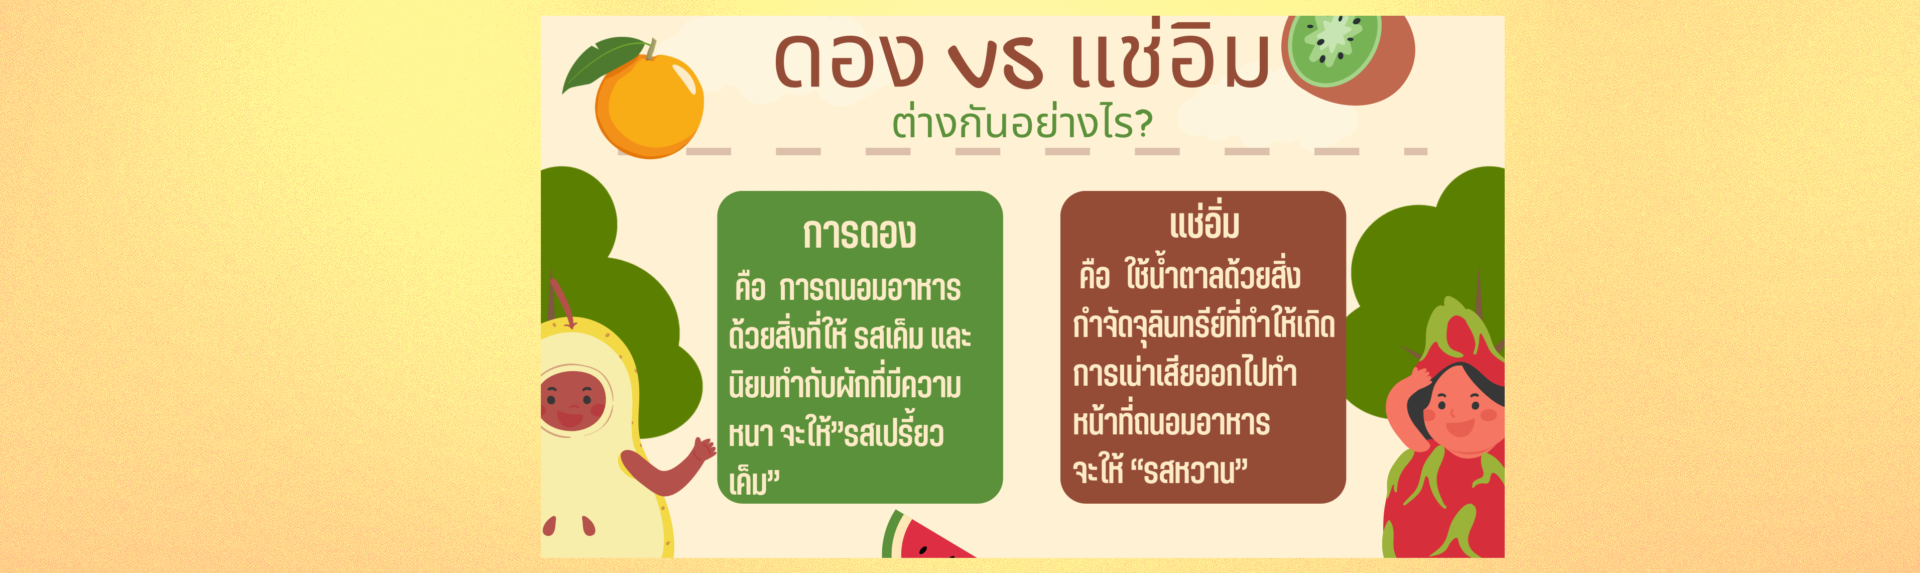 ดอง vs แช่อิ่ม
ต่างกันอย่างไร?
การดอง
คือ การถนอมอาหาร
ด้วยสิ่งที่ให้ รสเค็ม และ
นิยมทำกับผักที่มีความ
หนา จะให้”รสเปรี้ยว
เค็ม”
แช่อิ่ม
คือ ใช้น้ำตาลด้วยสิ่ง
กำจัดจุลินทรีย์ที่ทำให้เกิด
การเน่าเสียออกไปทำ
หน้าที่ถนอมอาหาร
จะให้ “รสหวาน”